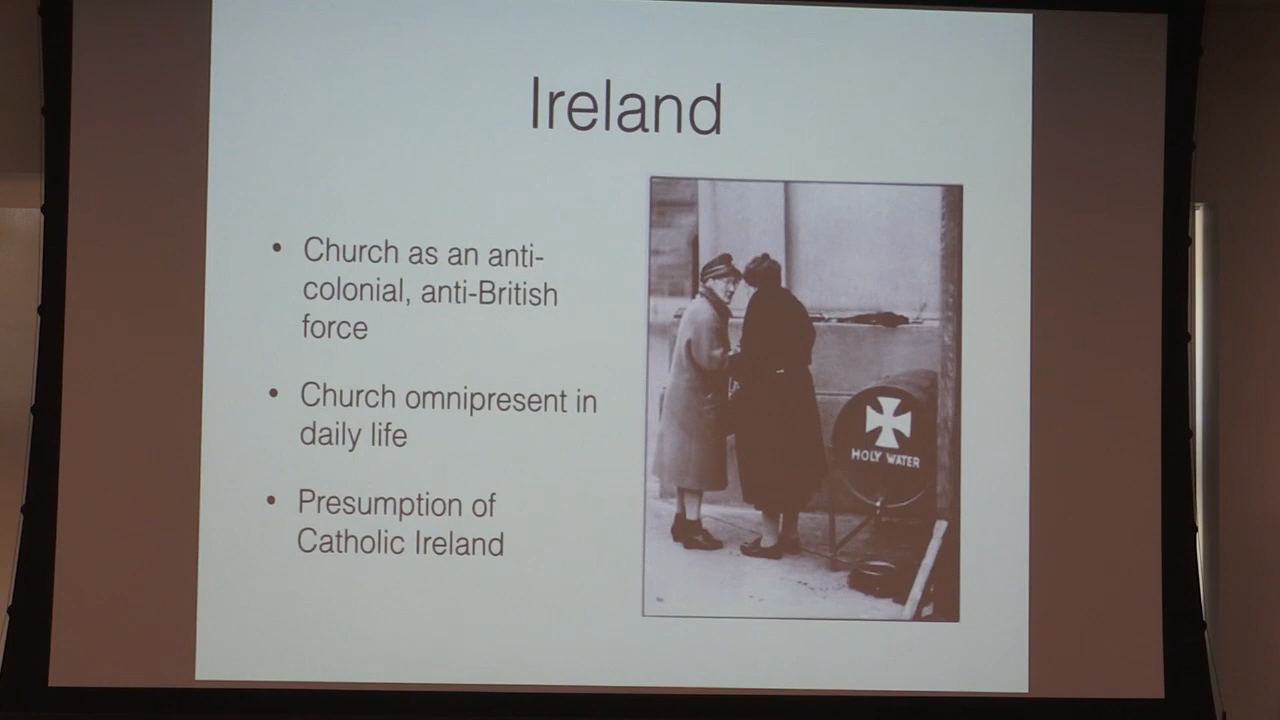 Ireland
• Church as an anti-
colonial, anti-British
force
• Church omnipresent in
daily life
• Presumption of
Catholic Ireland
HOLY WATER